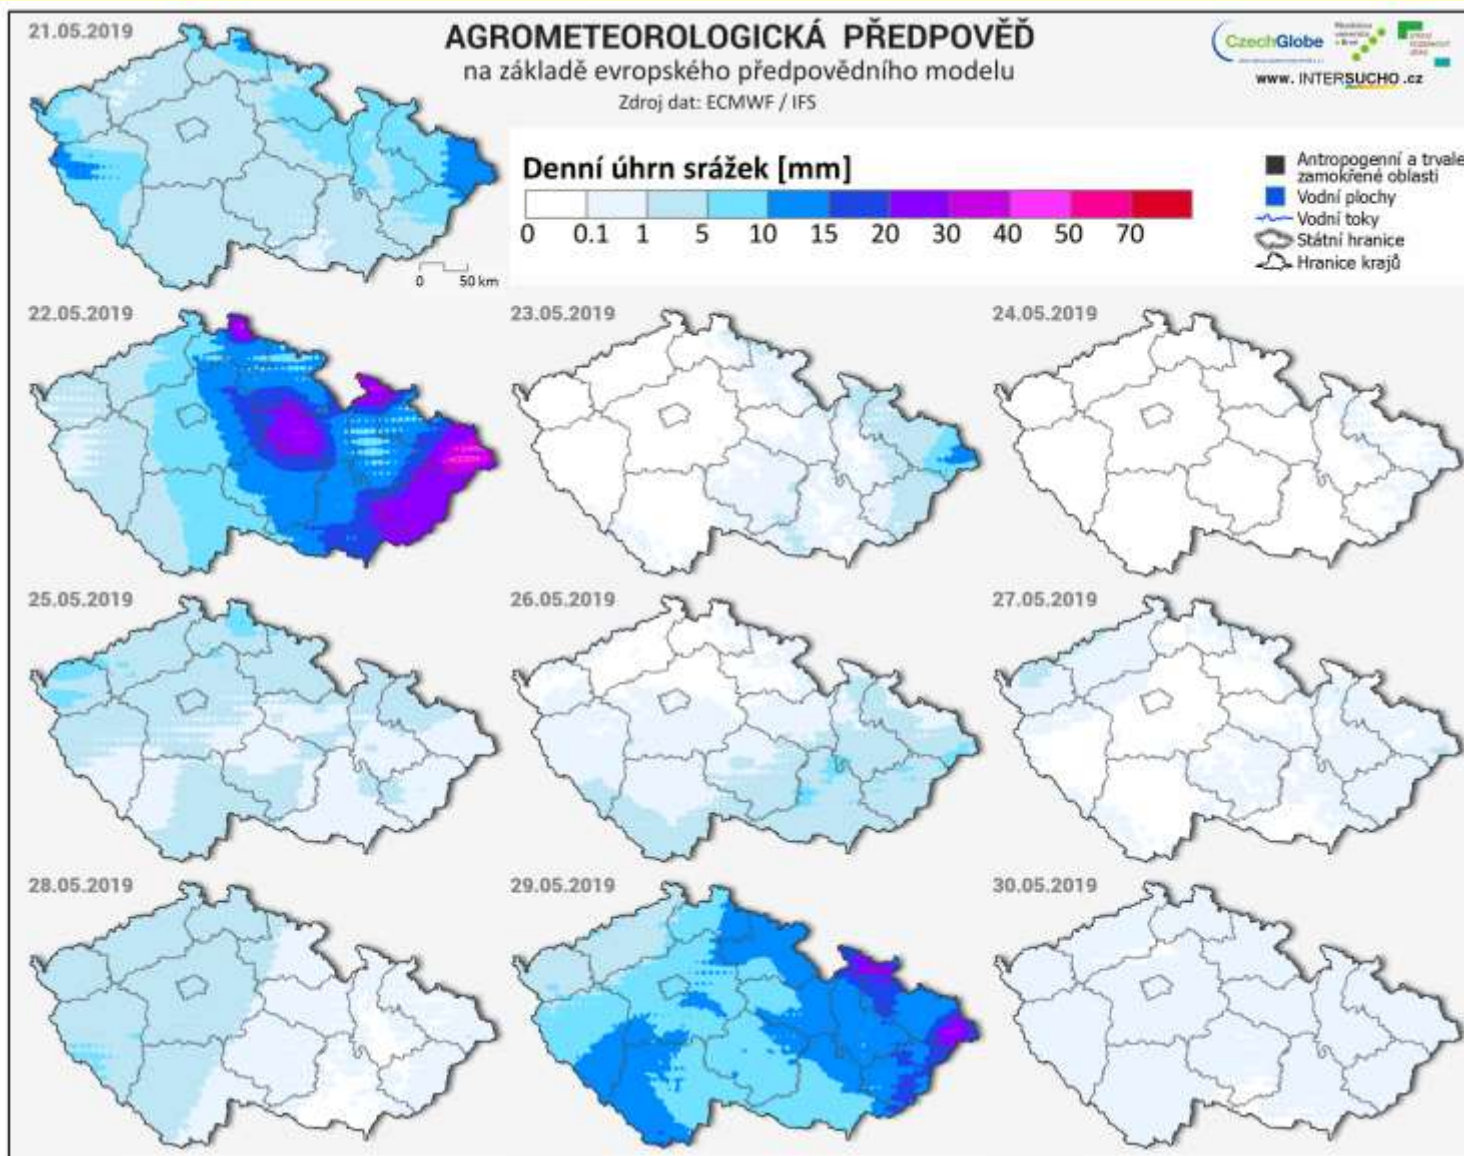 21.05.2019
AGROMETEOROLOGICKÁ PŘEDPOVĚĎ
na základě evropského předpovědního modelu
Zdroj dat: ECMWF / IFS
CzechGlobe
www. INTERSUCHO .cz
Denní úhrn srážek [mm]
0 0.1 1 5 10 15 20 30 40 50 70
Antropogenní a trvale
zamokřené oblasti
Vodní plochy
Vodní toky
Státní hranice
Hranice krajů
0 50 km
22.05.2019
23.05.2019
24.05.2019
25.05.2019
26.05.2019
27.05.2019
28.05.2019
29.05.2019
30.05.2019